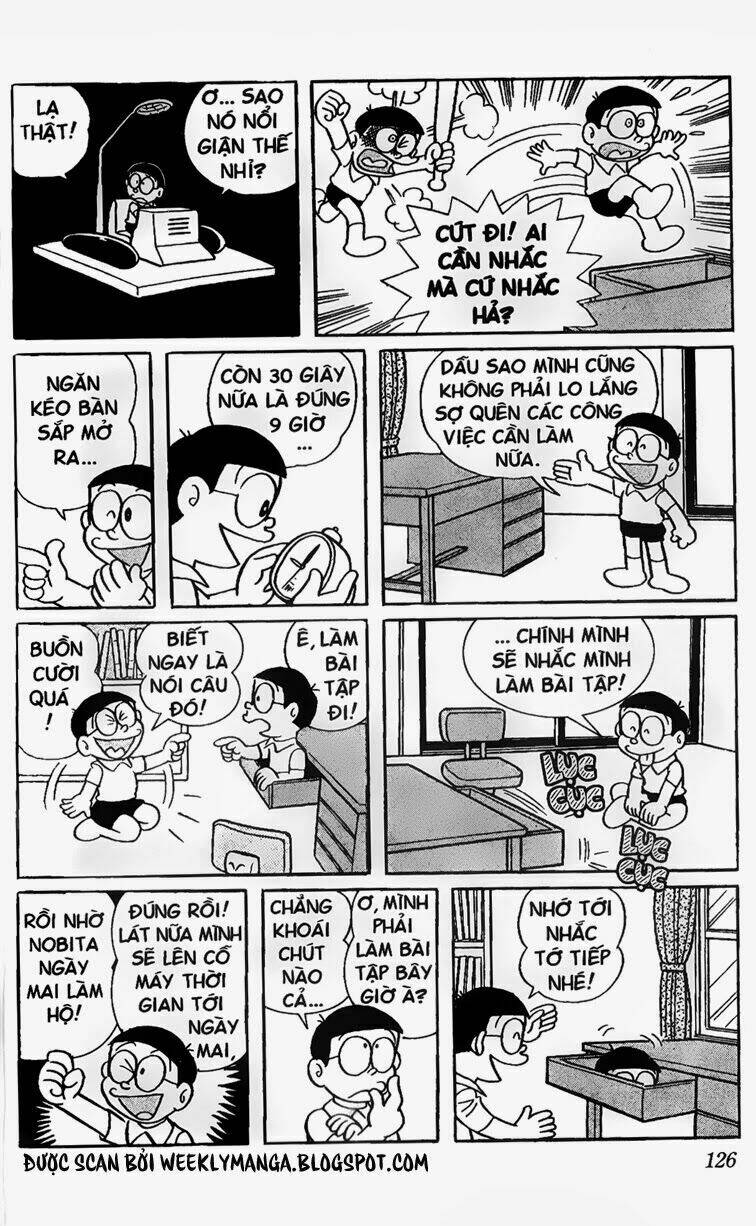 CÚT ĐI! AI
CẦN NHẮC
MÀ CỨ NHẮC
HẢ?
Ơ... SAO
NÓ NỔI
GIẬN THẾ
NHỈ?
LẠ
THẬT!
DẪU SAO MÌNH CŨNG
KHÔNG PHẢI LO LẮNG
SỢ QUÊN CÁC CÔNG
VIỆC CẦN LÀM
NỮA.
CÒN 30 GIÂY
NỮA LÀ ĐÚNG
9 GIỜ
...
NGĂN
KÉO BÀN
SẮP MỞ
RA...
... CHÍNH MÌNH
SẼ NHẮC MÌNH
LÀM BÀI TẬP!
LỤC
CỤC
LỤC
CỤC
Ê, LÀM
BÀI
TẬP
ĐI!
BIẾT
NGAY LÀ
NÓI CÂU
ĐÓ!
BUỒN
CƯỜI
QUÁ
!
NHỚ TỚI
NHẮC
TỚ TIẾP
NHÉ!
Ơ, MÌNH
PHẢI
LÀM BÀI
TẬP BÂY
GIỜ À?
CHẲNG
KHOÁI
CHÚT
NÀO
CẢ...
ĐÚNG RỒI!
LÁT NỮA MÌNH
SẼ LÊN CỖ
MÁY THỜI
GIAN TỚI
NGÀY
MAI,
RỒI NHỜ
NOBITA
NGÀY
MAI LÀM
HỘ!
ĐƯỢC SCAN BỞI WEEKLYMANGA.BLOGSPOT.COM
126